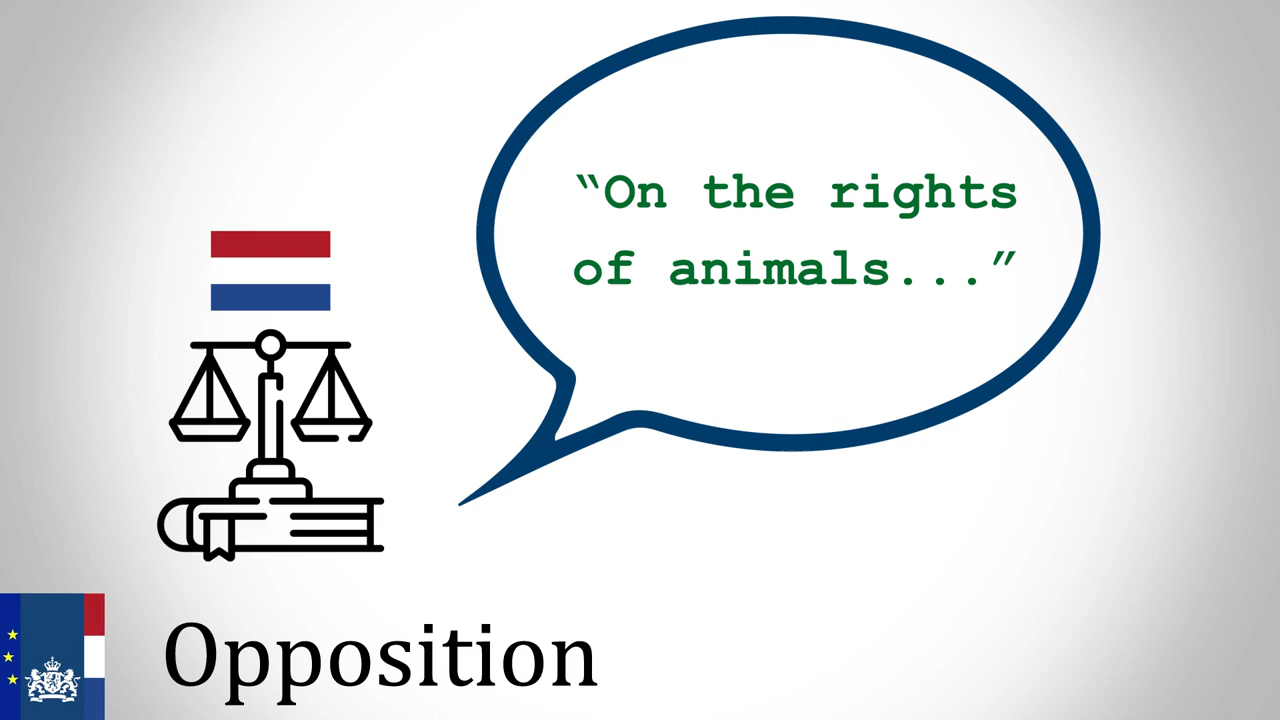 “On the rights
of animals...”
Opposition